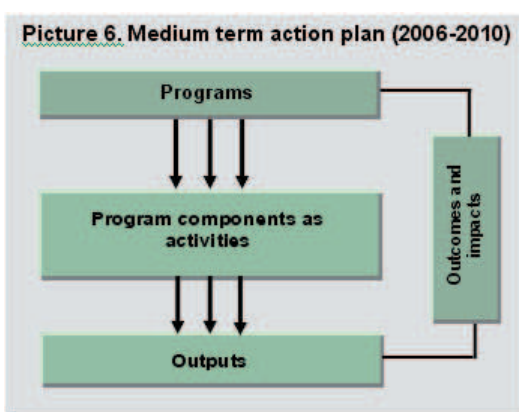 Picture 6. Medium term action plan (2006-2010)
Programs
Program components as
activities
Outputs
Outcomes and
impacts